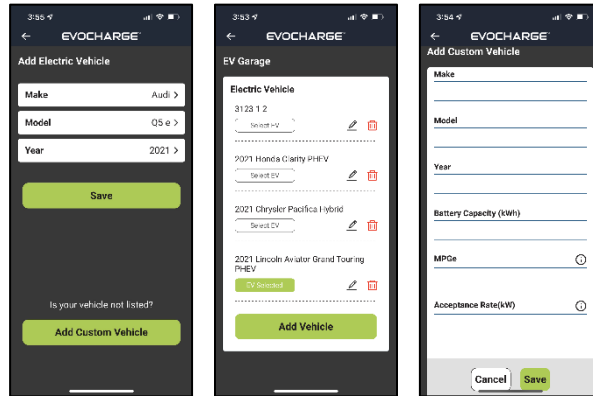 3:55
EVOCHARGE
Add Electric Vehicle
Make Audi >
Model Q5 e >
Year 2021 >
Save
Is your vehicle not listed?
Add Custom Vehicle
3:53
EVOCHARGE
EV Garage
Electric Vehicle
3123 1 2
Select EV
2021 Honda Clarity PHEV
Select EV
2021 Chrysler Pacifica Hybrid
Select EV
2021 Lincoln Aviator Grand Touring
PHEV
EV Selected
Add Vehicle
3:54
EVOCHARGE
Add Custom Vehicle
Make
Model
Year
Battery Capacity (kWh)
MPGe
Acceptance Rate(kW)
Cancel Save